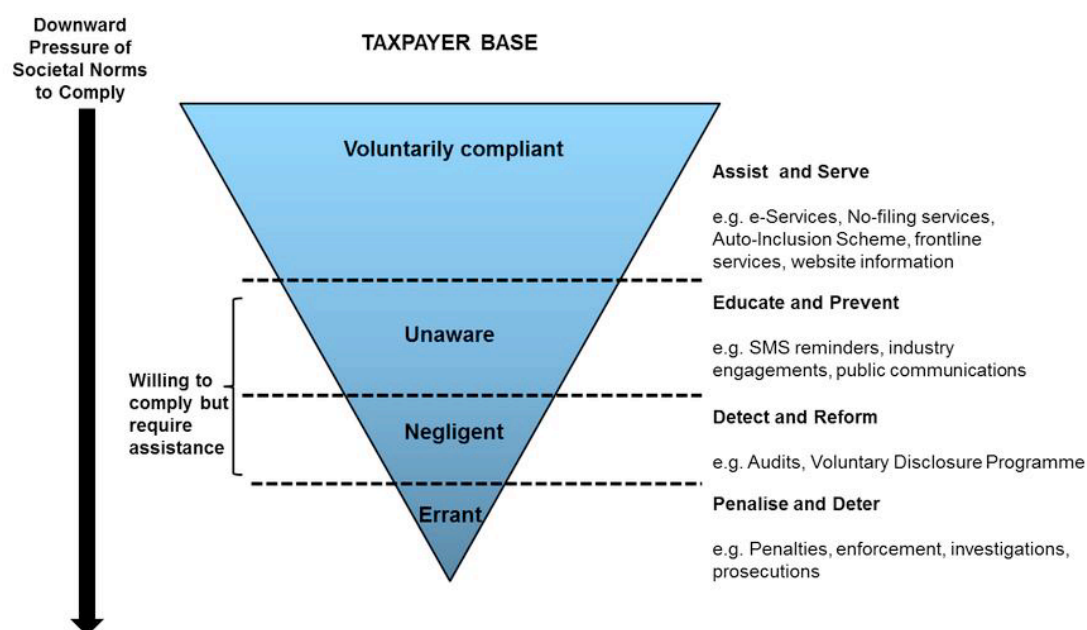 Downward
Pressure of
Societal Norms
to Comply
TAXPAYER BASE
Voluntarily compliant
Assist and Serve
e.g. e-Services, No-filing services,
Auto-Inclusion Scheme, frontline
services, website information
Unaware
Educate and Prevent
e.g. SMS reminders, industry
engagements, public communications
Willing to
comply but
require
assistance
Negligent
Detect and Reform
e.g. Audits, Voluntary Disclosure Programme
Errant
Penalise and Deter
e.g. Penalties, enforcement, investigations,
prosecutions